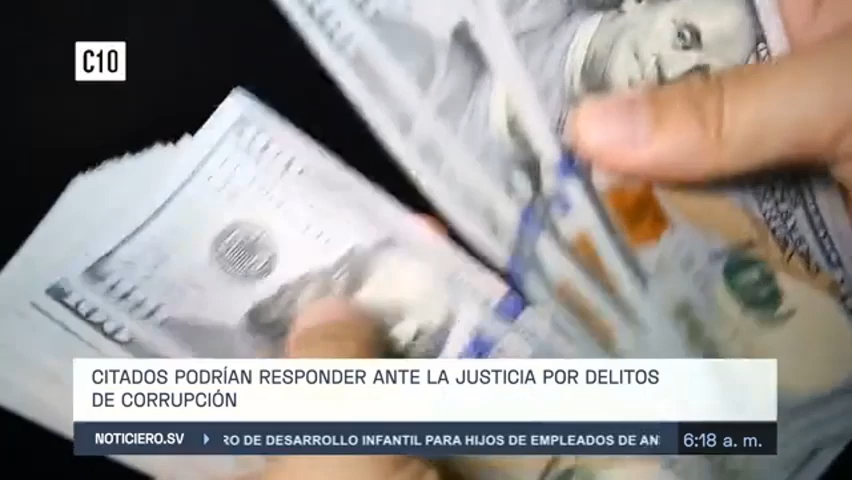 C10
CITADOS PODRÍAN RESPONDER ANTE LA JUSTICIA POR DELITOS
DE CORRUPCIÓN
NOTICIERO.SV
RO DE DESARROLLO INFANTIL PARA HIJOS DE EMPLEADOS DE AN
6:18 a. m.
100